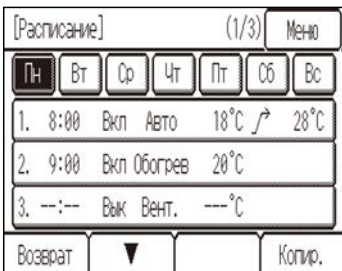 [Расписание] (1/3) Меню
Пн Вт Ср Чт Пт Сб Вс
1. 8:00 Вкл Авто 18°C 28°C
2. 9:00 Вкл Обогрев 20°C
3. --:-- Вык Вент. ---°C
Возврат ▼ Копир.